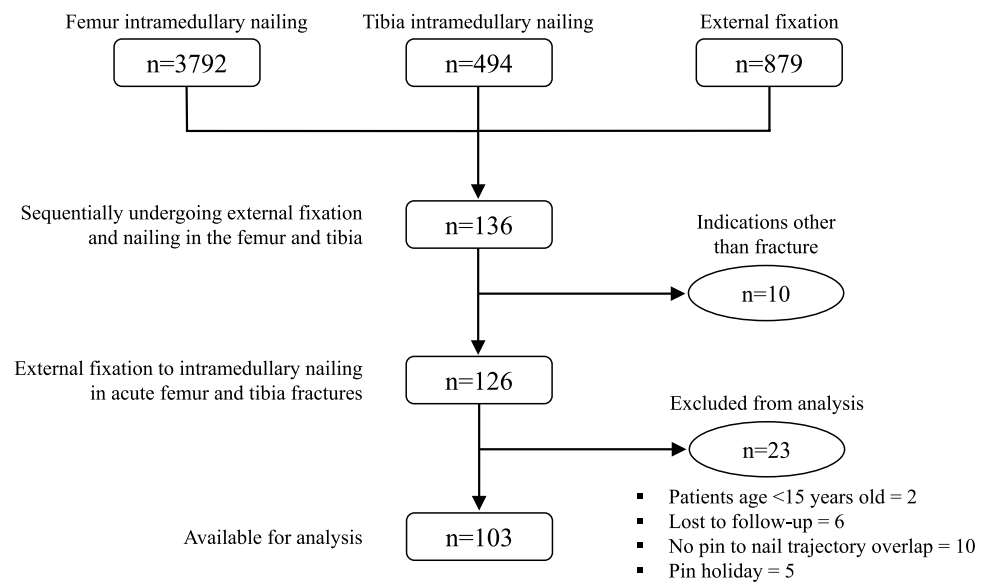 Femur intramedullary nailing
n=3792
Tibia intramedullary nailing
n=494
External fixation
n=879
Sequentially undergoing external fixation
and nailing in the femur and tibia
n=136
Indications other
than fracture
n=10
External fixation to intramedullary nailing
in acute femur and tibia fractures
n=126
Excluded from analysis
n=23
▪ Patients age <15 years old = 2
▪ Lost to follow-up = 6
▪ No pin to nail trajectory overlap = 10
▪ Pin holiday = 5
Available for analysis
n=103